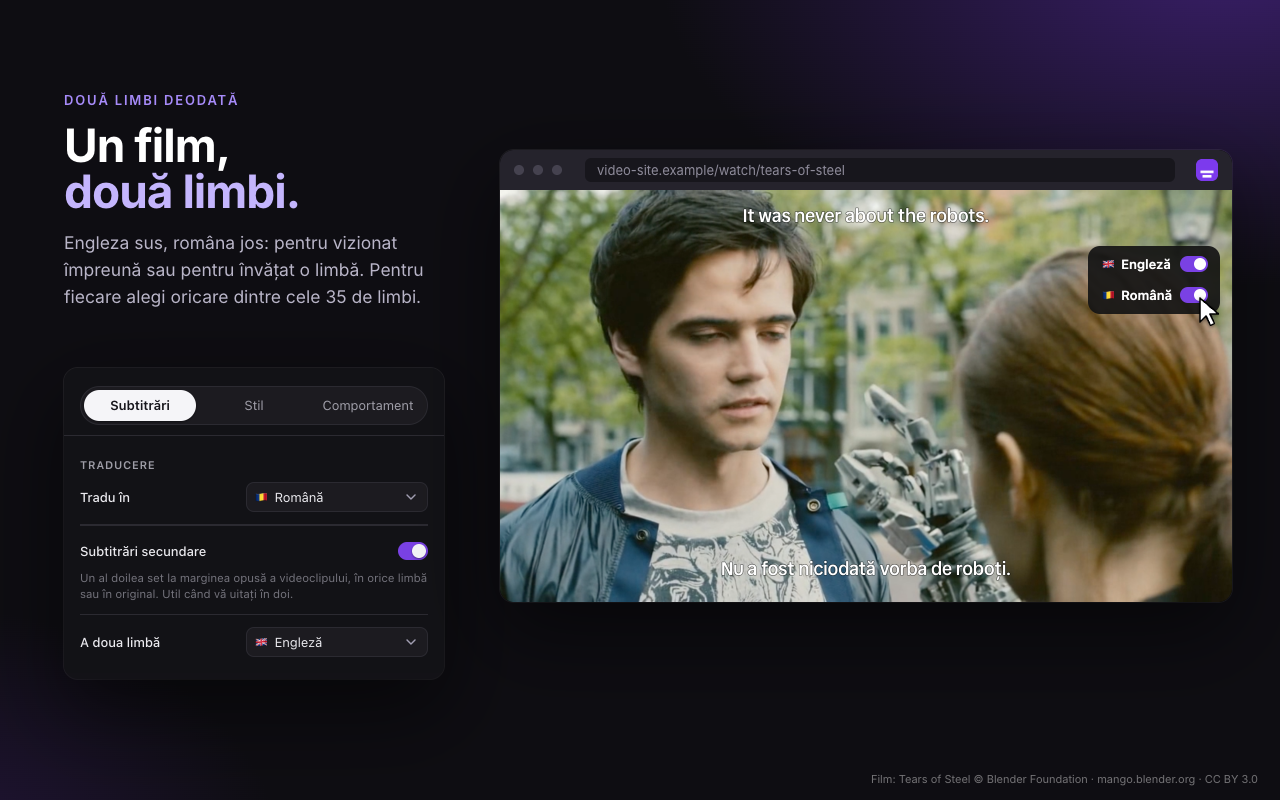 DOUĂ LIMBI DEODATĂ
Un film,
două limbi.
Engleza sus, româna jos: pentru vizionat
împreună sau pentru învățat o limbă. Pentru
fiecare alegi oricare dintre cele 35 de limbi.
Subtitrări
Stil
Comportament
TRADUCERE
Tradu în
Română
Subtitrări secundare
Un al doilea set la marginea opusă a videoclipului, în orice limbă
sau în original. Util când vă uitați în doi.
A doua limbă
Engleză
video-site.example/watch/tears-of-steel
It was never about the robots.
Engleză
Română
Nu a fost niciodată vorba de roboți.
Film: Tears of Steel © Blender Foundation · mango.blender.org · CC BY 3.0